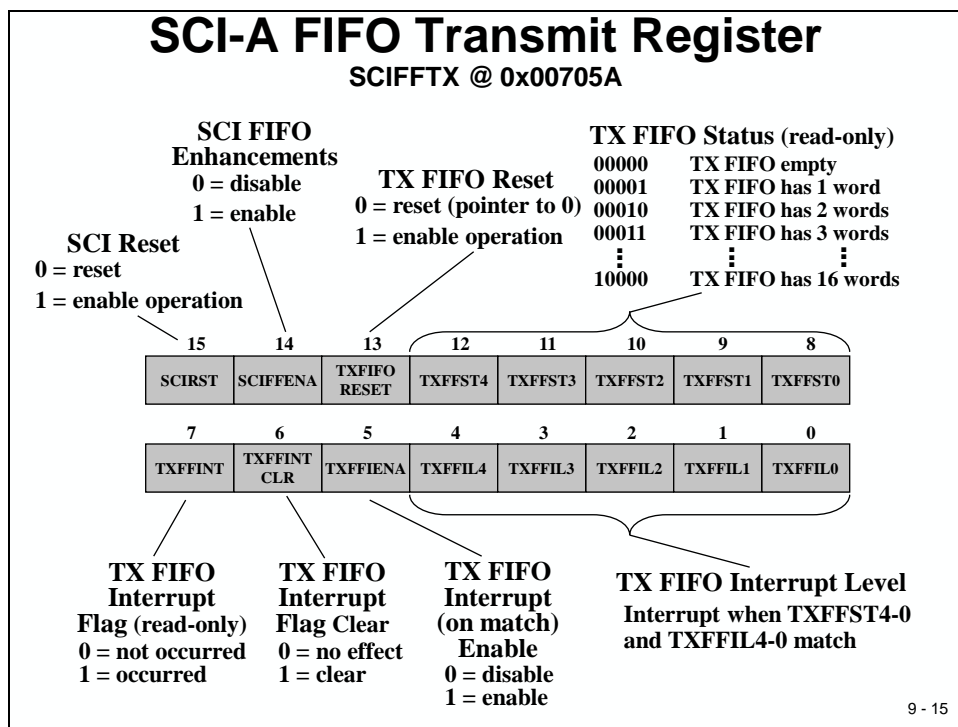 SCI-A FIFO Transmit Register
SCIFFTX @ 0x00705A
SCI FIFO
Enhancements
0 = disable
1 = enable
TX FIFO Reset
0 = reset (pointer to 0)
1 = enable operation
TX FIFO Status (read-only)
00000 TX FIFO empty
00001 TX FIFO has 1 word
00010 TX FIFO has 2 words
00011 TX FIFO has 3 words
10000 TX FIFO has 16 words
SCI Reset
0 = reset
1 = enable operation
15 14 13 12 11 10 9 8
SCIRST SCIFFENA TXFIFO RESET TXFFST4 TXFFST3 TXFFST2 TXFFST1 TXFFST0
7 6 5 4 3 2 1 0
TXFFINT TXFFINT CLR TXFFIENA TXFFIL4 TXFFIL3 TXFFIL2 TXFFIL1 TXFFIL0
TX FIFO
Interrupt
Flag (read-only)
0 = not occurred
1 = occurred
TX FIFO
Interrupt
Flag Clear
0 = no effect
1 = clear
TX FIFO
Interrupt
(on match)
Enable
0 = disable
1 = enable
TX FIFO Interrupt Level
Interrupt when TXFFST4-0
and TXFFIL4-0 match
9 - 15